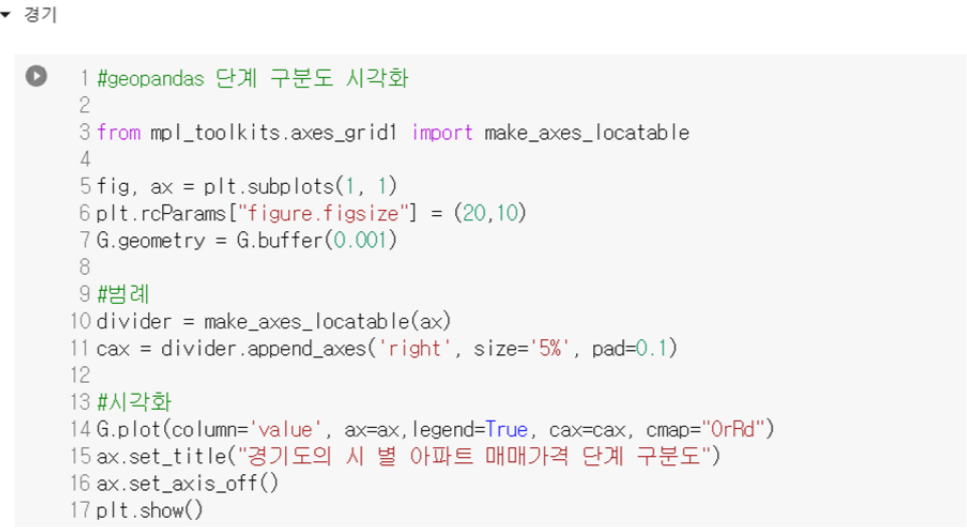 경기
1 #geopandas 단계 구분도 시각화
2
3 from mpl_toolkits.axes_grid1 import make_axes_locatable
4
5 fig, ax = plt.subplots(1, 1)
6 plt.rcParams["figure.figsize"] = (20,10)
7 G.geometry = G.buffer(0.001)
8
9 #범례
10 divider = make_axes_locatable(ax)
11 cax = divider.append_axes('right', size='5%', pad=0.1)
12
13 #시각화
14 G.plot(column='value', ax=ax,legend=True, cax=cax, cmap="OrRd")
15 ax.set_title("경기도의 시 별 아파트 매매가격 단계 구분도")
16 ax.set_axis_off()
17 plt.show()